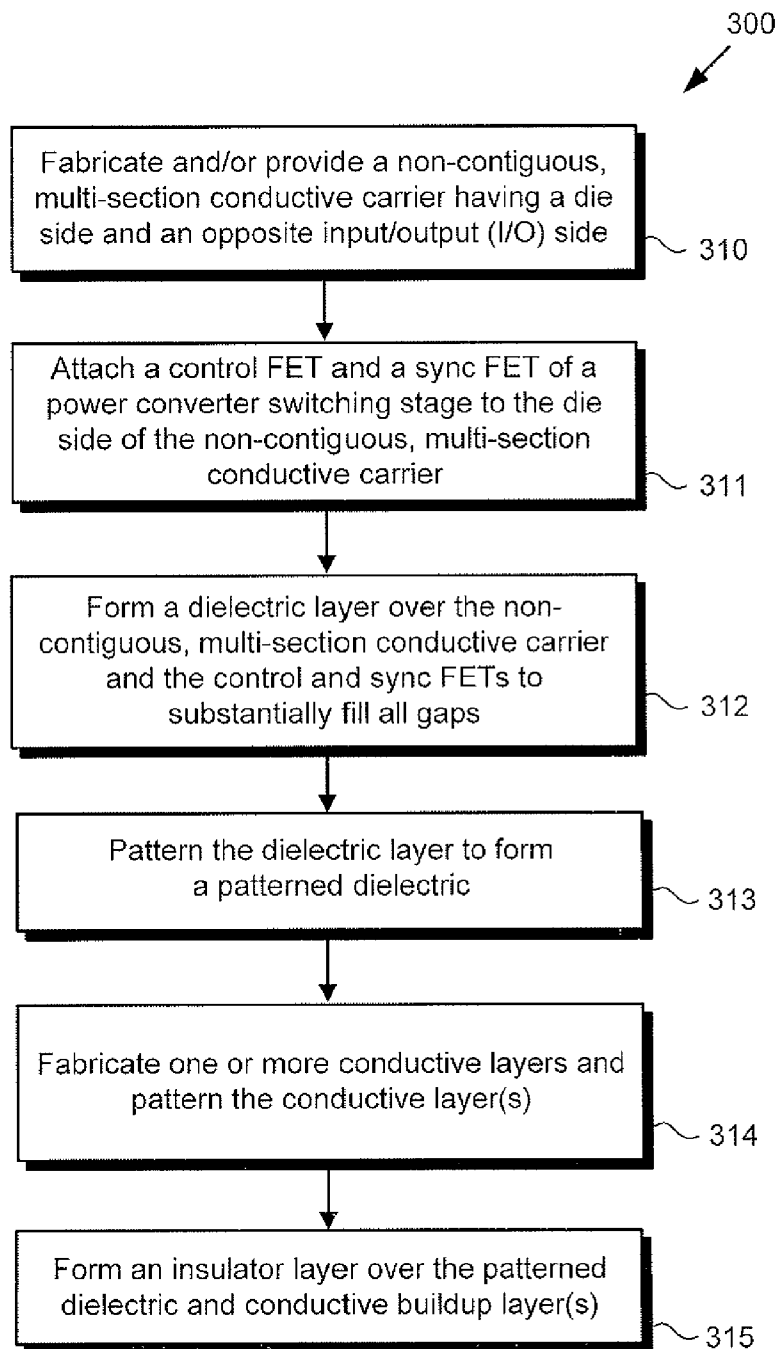 300
Fabricate and/or provide a non-contiguous,
multi-section conductive carrier having a die
side and an opposite input/output (I/O) side
310
Attach a control FET and a sync FET of a
power converter switching stage to the die
side of the non-contiguous, multi-section
conductive carrier
311
Form a dielectric layer over the non-
contiguous, multi-section conductive carrier
and the control and sync FETs to
substantially fill all gaps
312
Pattern the dielectric layer to form
a patterned dielectric
313
Fabricate one or more conductive layers and
pattern the conductive layer(s)
314
Form an insulator layer over the patterned
dielectric and conductive buildup layer(s)
315